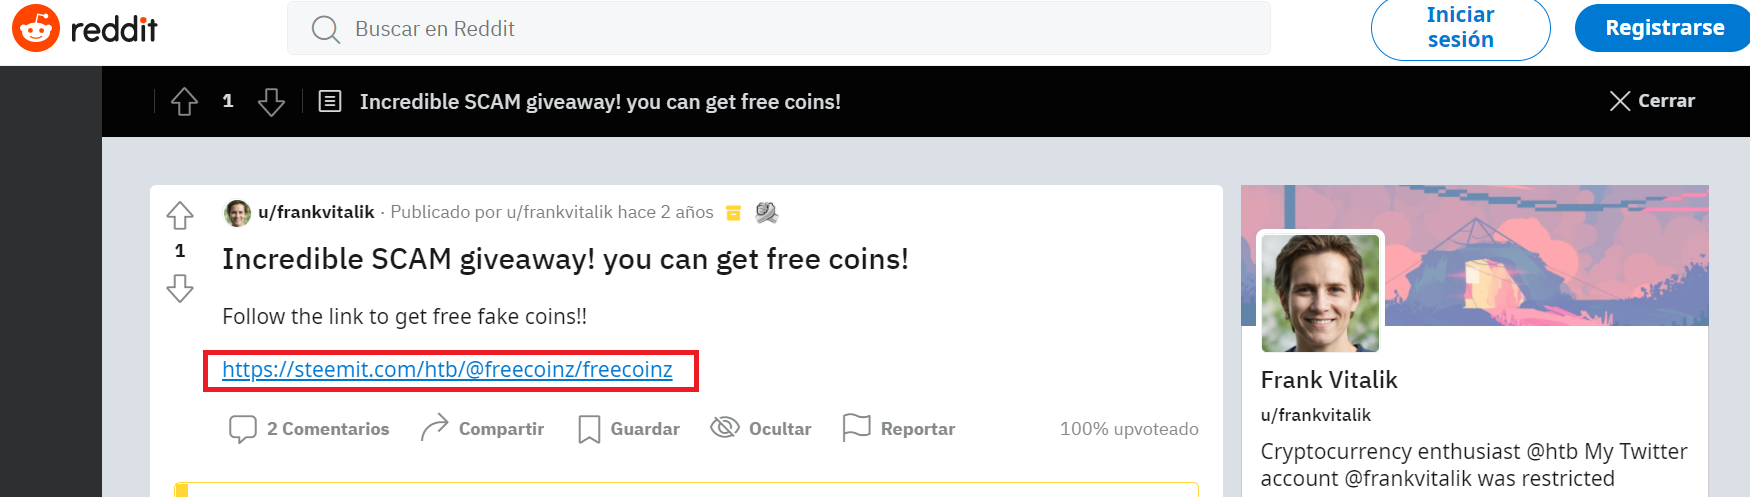 reddit
Buscar en Reddit
Iniciar
sesión
Registrarse
1
Incredible SCAM giveaway! you can get free coins!
Cerrar
u/frankvitalik · Publicado por u/frankvitalik hace 2 años
1
Incredible SCAM giveaway! you can get free coins!
Follow the link to get free fake coins!!
https://steemit.com/htb/@freecoinz/freecoinz
2 Comentarios
Compartir
Guardar
Ocultar
Reportar
100% upvoteado
Frank Vitalik
u/frankvitalik
Cryptocurrency enthusiast @htb My Twitter
account @frankvitalik was restricted